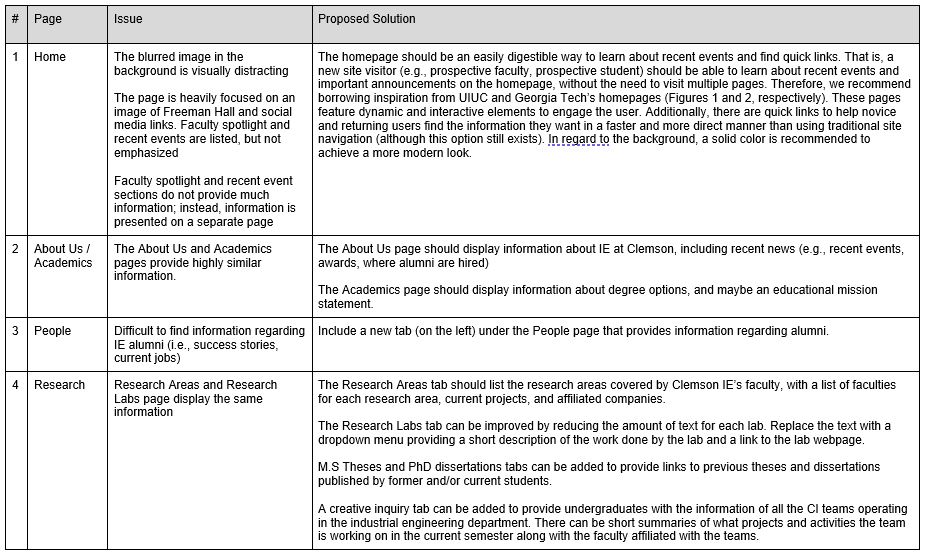 # Page Issue Proposed Solution
1 Home
The blurred image in the
background is visually distracting
The page is heavily focused on an
image of Freeman Hall and social
media links. Faculty spotlight and
recent events are listed, but not
emphasized
Faculty spotlight and recent event
sections do not provide much
information; instead, information is
presented on a separate page
The homepage should be an easily digestible way to learn about recent events and find quick links. That is, a
new site visitor (e.g., prospective faculty, prospective student) should be able to learn about recent events and
important announcements on the homepage, without the need to visit multiple pages. Therefore, we recommend
borrowing inspiration from UIUC and Georgia Tech's homepages (Figures 1 and 2, respectively). These pages
feature dynamic and interactive elements to engage the user. Additionally, there are quick links to help novice
and returning users find the information they want in a faster and more direct manner than using traditional site
navigation (although this option still exists). In regard to the background, a solid color is recommended to
achieve a more modern look.
2 About Us /
Academics
The About Us and Academics
pages provide highly similar
information.
The About Us page should display information about IE at Clemson, including recent news (e.g., recent events,
awards, where alumni are hired)
The Academics page should display information about degree options, and maybe an educational mission
statement.
3 People
Difficult to find information regarding
IE alumni (i.e., success stories,
current jobs)
Include a new tab (on the left) under the People page that provides information regarding alumni.
4 Research
Research Areas and Research
Labs page display the same
information
The Research Areas tab should list the research areas covered by Clemson IE's faculty, with a list of faculties
for each research area, current projects, and affiliated companies.
The Research Labs tab can be improved by reducing the amount of text for each lab. Replace the text with a
dropdown menu providing a short description of the work done by the lab and a link to the lab webpage.
M.S Theses and PhD dissertations tabs can be added to provide links to previous theses and dissertations
published by former and/or current students.
A creative inquiry tab can be added to provide undergraduates with the information of all the CI teams operating
in the industrial engineering department. There can be short summaries of what projects and activities the team
is working on in the current semester along with the faculty affiliated with the teams.